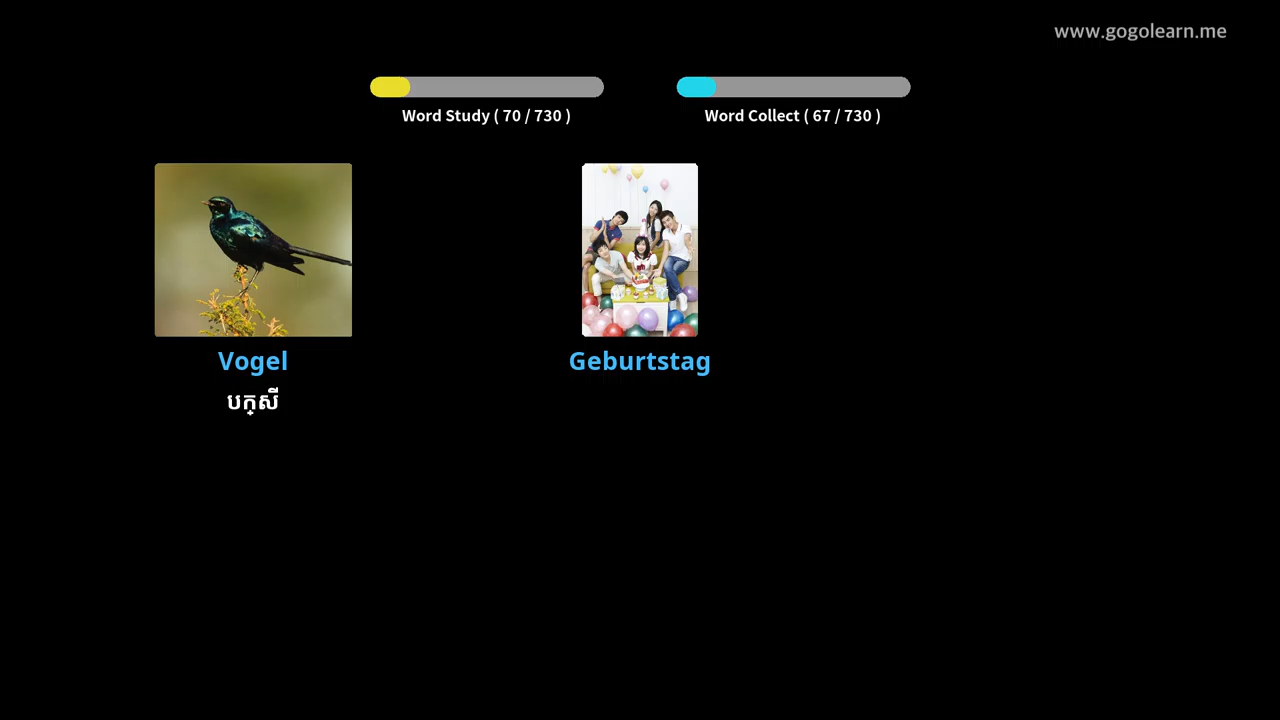 www.gogolearn.me
Word Study ( 70 / 730 )
Word Collect ( 67 / 730 )
Vogel
Geburtstag
បក្សី